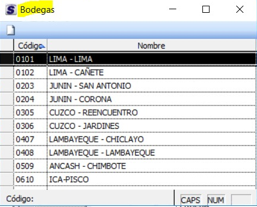 Bodegas
Código Nombre
0101 LIMA - LIMA
0102 LIMA - CAÑETE
0203 JUNIN - SAN ANTONIO
0204 JUNIN - CORONA
0305 CUZCO - REENCUENTRO
0306 CUZCO - JARDINES
0407 LAMBAYEQUE - CHICLAYO
0408 LAMBAYEQUE - LAMBAYEQUE
0509 ANCASH - CHIMBOTE
0610 ICA-PISCO
Código: CAPS NUM